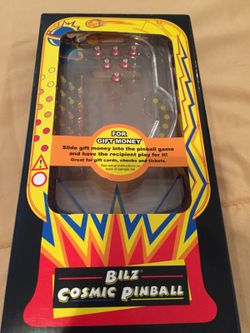 FOR
GIFT MONEY
Slide gift money into the pinball game
and have the recipient play for it!
Great for gift cards, checks and tickets.
BILZ®
COSMIC PINBALL